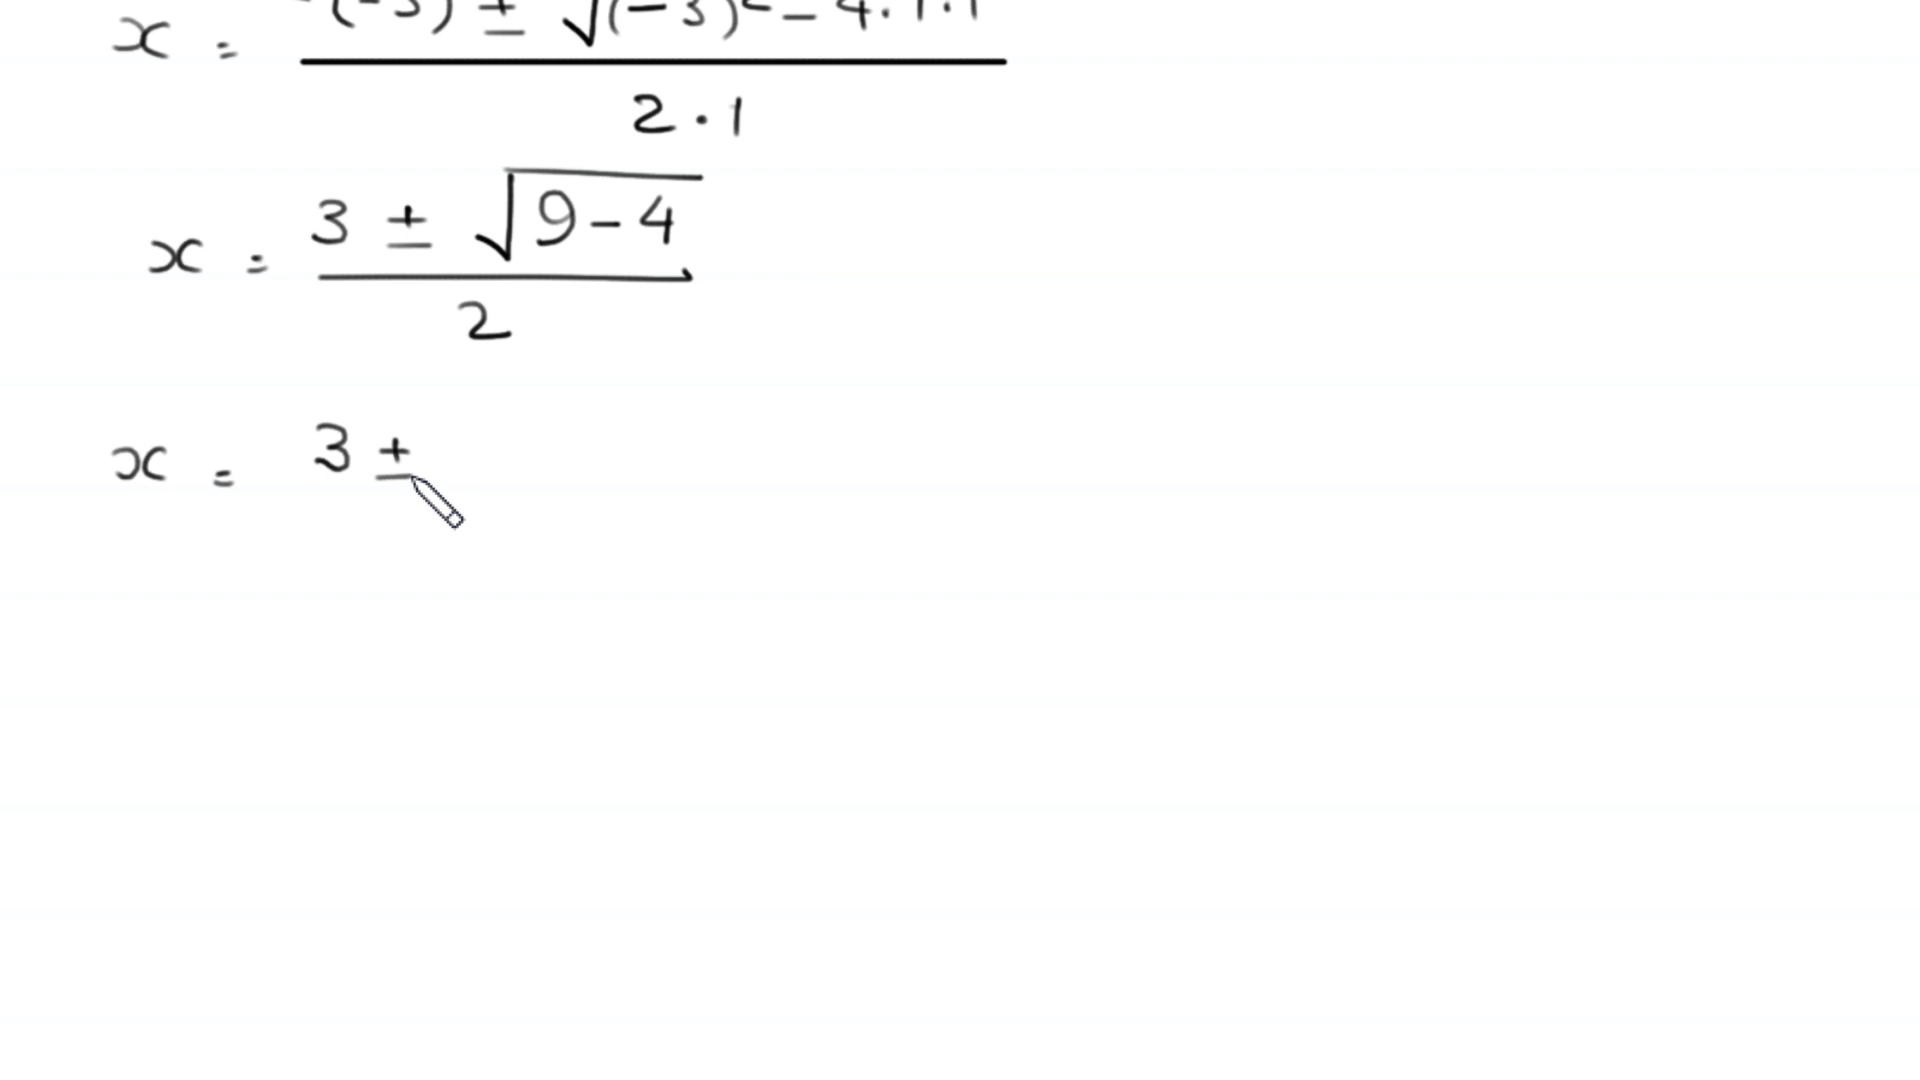 x = -(-3) ± √(-3)² - 4.1.1
2.1
x = 3 ± √9-4
2
x = 3 ±